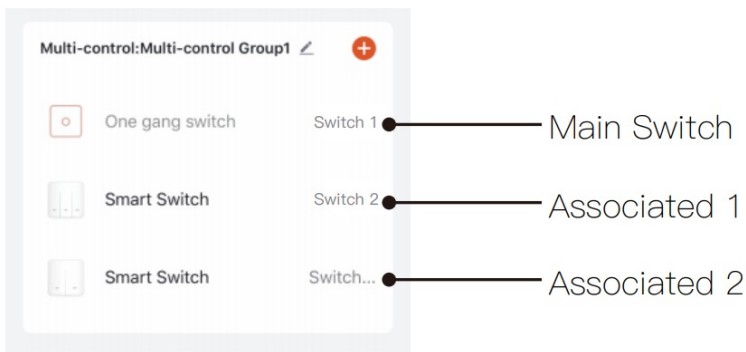 Multi-control:Multi-control Group1
One gang switch Switch 1 Main Switch
Smart Switch Switch 2 Associated 1
Smart Switch Switch... Associated 2